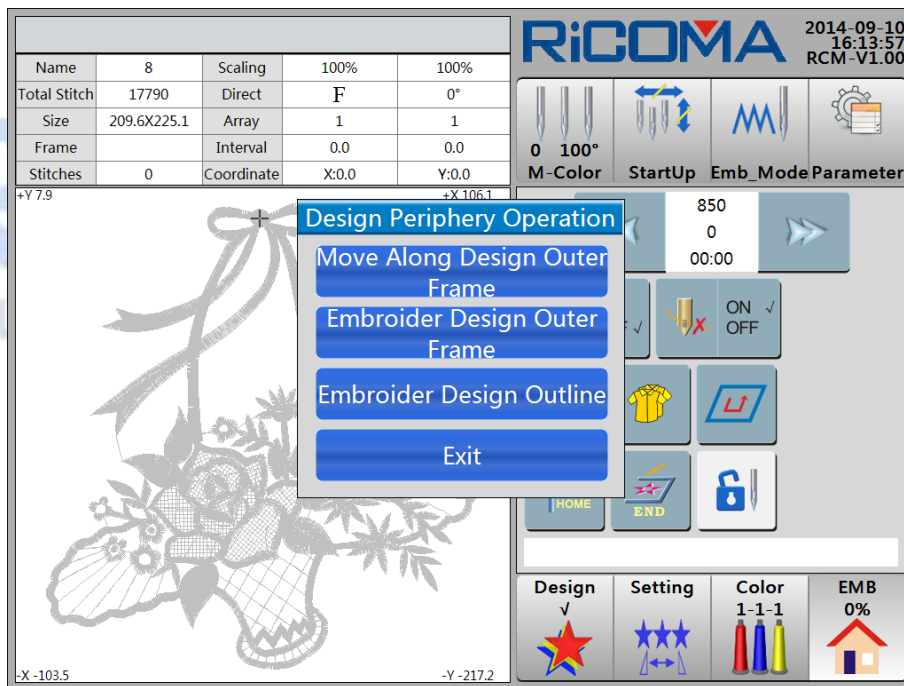 RiCOMA
2014-09-10
16:13:57
RCM-V1.00
Name 8 Scaling 100% 100%
Total Stitch 17790 Direct F 0°
Size 209.6X225.1 Array 1 1
Frame Interval 0.0 0.0
Stitches 0 Coordinate X:0.0 Y:0.0
0 100°
M-Color StartUp Emb_Mode Parameter
+Y 7.9 +X 106.1
Design Periphery Operation
Move Along Design Outer
Frame
Embroider Design Outer
Frame
Embroider Design Outline
Exit
850
0
00:00
√
ON √
OFF
HOME
END
-X -103.5 -Y -217.2
Design Setting Color EMB
√ 1-1-1 0%